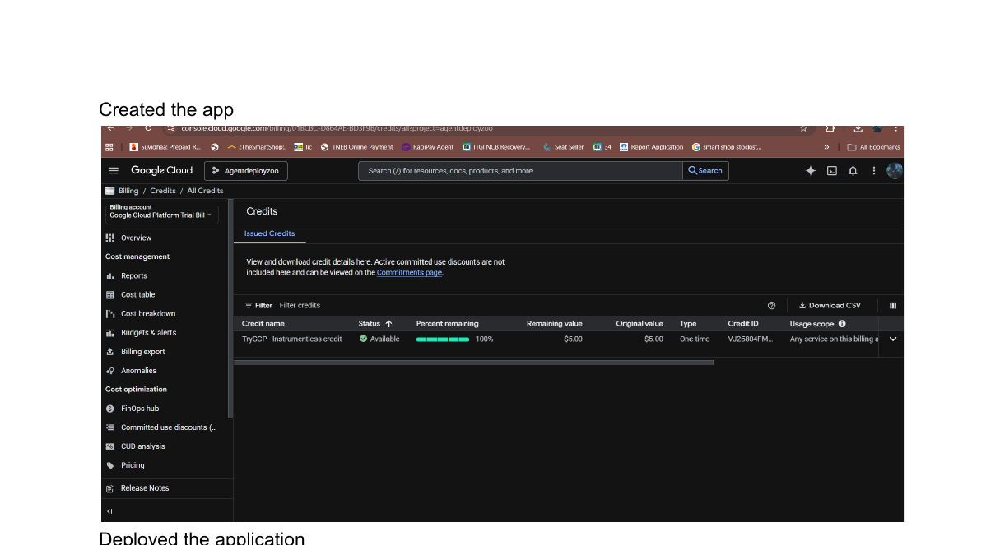 Created the app
console.cloud.google.com/billing/01BCBC-D864AE-BD3F9B/credits/all?project=agentdeployzoo
Suvidhaa: Prepaid R...
.:TheSmartShop:.
lic
TNEB Online Payment
RapiPay Agent
ITGI NCB Recovery...
Seat Seller
34
Report Application
smart shop stockist...
»
All Bookmarks
Google Cloud
Agentdeployzoo
Search (/) for resources, docs, products, and more
Search
Billing / Credits / All Credits
Billing account
Google Cloud Platform Trial Bill
Overview
Cost management
Reports
Cost table
Cost breakdown
Budgets & alerts
Billing export
Anomalies
Cost optimization
FinOps hub
Committed use discounts (...
CUD analysis
Pricing
Release Notes
Credits
Issued Credits
View and download credit details here. Active committed use discounts are not
included here and can be viewed on the Commitments page.
Filter Filter credits
Download CSV
Credit name Status Percent remaining Remaining value Original value Type Credit ID Usage scope
TryGCP - Instrumentless credit Available 100% $5.00 $5.00 One-time VJ25804FM... Any service on this billing a
Deployed the application